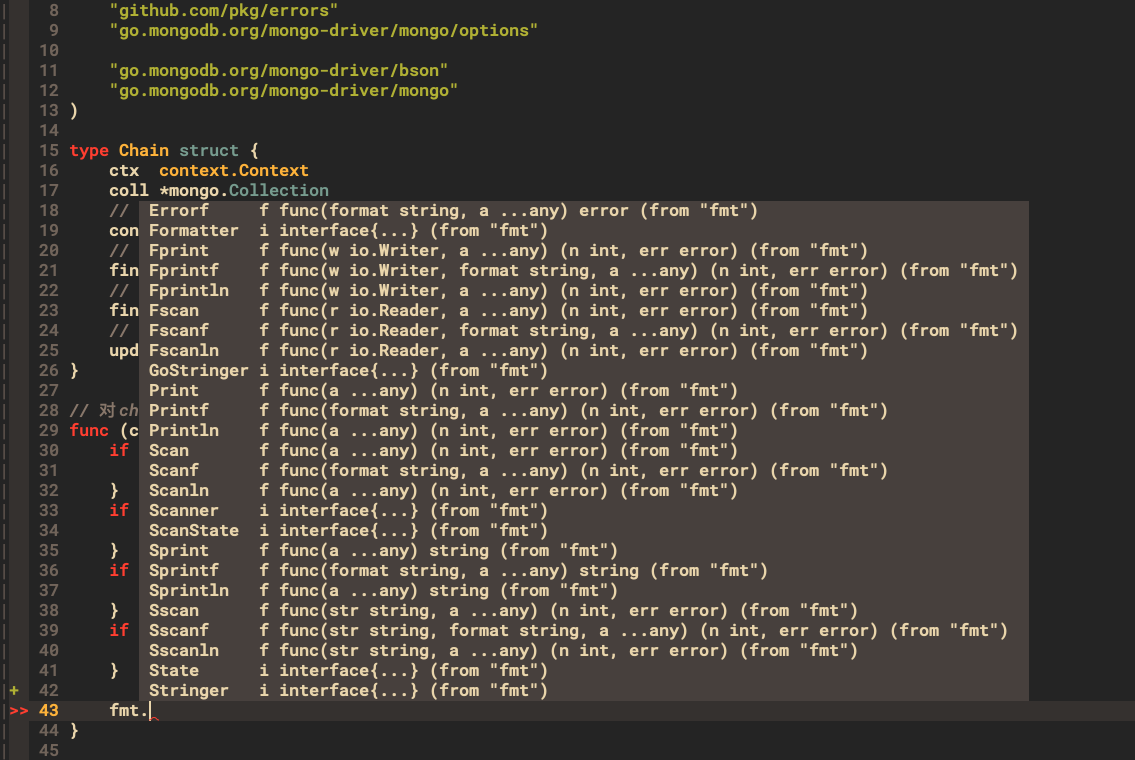 8 "github.com/pkg/errors"
9 "go.mongodb.org/mongo-driver/mongo/options"
10
11 "go.mongodb.org/mongo-driver/bson"
12 "go.mongodb.org/mongo-driver/mongo"
13 )
14
15 type Chain struct {
16 ctx context.Context
17 coll *mongo.Collection
18 // Errorf f func(format string, a ...any) error (from "fmt")
19 con Formatter i interface{...} (from "fmt")
20 // Fprint f func(w io.Writer, a ...any) (n int, err error) (from "fmt")
21 fin Fprintf f func(w io.Writer, format string, a ...any) (n int, err error) (from "fmt")
22 // Fprintln f func(w io.Writer, a ...any) (n int, err error) (from "fmt")
23 fin Fscan f func(r io.Reader, a ...any) (n int, err error) (from "fmt")
24 // Fscanf f func(r io.Reader, format string, a ...any) (n int, err error) (from "fmt")
25 upd Fscanln f func(r io.Reader, a ...any) (n int, err error) (from "fmt")
26 } GoStringer i interface{...} (from "fmt")
27 Print f func(a ...any) (n int, err error) (from "fmt")
28 // 对ch Printf f func(format string, a ...any) (n int, err error) (from "fmt")
29 func (c Println f func(a ...any) (n int, err error) (from "fmt")
30 if Scan f func(a ...any) (n int, err error) (from "fmt")
31 Scanf f func(format string, a ...any) (n int, err error) (from "fmt")
32 } Scanln f func(a ...any) (n int, err error) (from "fmt")
33 if Scanner i interface{...} (from "fmt")
34 ScanState i interface{...} (from "fmt")
35 } Sprint f func(a ...any) string (from "fmt")
36 if Sprintf f func(format string, a ...any) string (from "fmt")
37 Sprintln f func(a ...any) string (from "fmt")
38 } Sscan f func(str string, a ...any) (n int, err error) (from "fmt")
39 if Sscanf f func(str string, format string, a ...any) (n int, err error) (from "fmt")
40 Sscanln f func(str string, a ...any) (n int, err error) (from "fmt")
41 } State i interface{...} (from "fmt")
+ 42 Stringer i interface{...} (from "fmt")
>> 43 fmt.
44 }
45